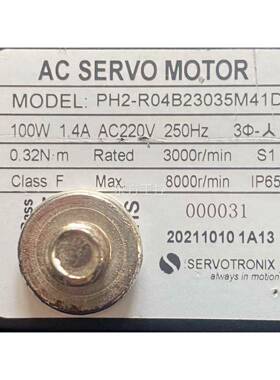 AC SERVO MOTOR
MODEL: PH2-R04B23035M41D
100W 1.4A AC220V 250Hz 3Φ-人
0.32N·m Rated 3000r/min S1
Class F Max. 8000r/min IP65
000031
20211010 1A13
SERVOTRONIX
always in motion